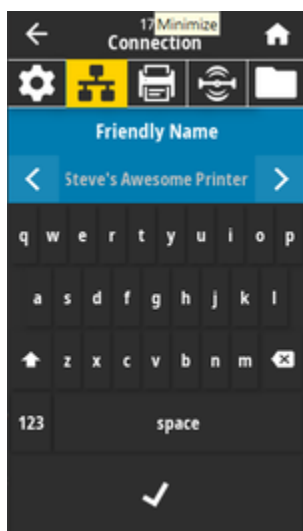 17 Minimize
Connection
Friendly Name
Steve's Awesome Printer
q w e r t y u i o p
a s d f g h j k l
z x c v b n m
123 space